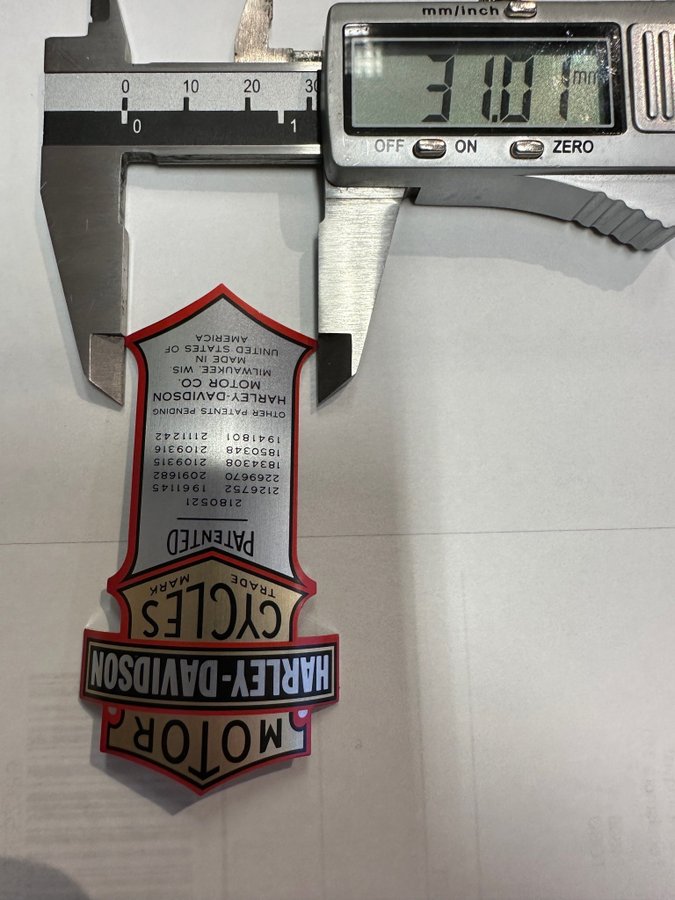 mm/inch
31.01 mm
OFF ON ZERO
0 10 20 30
0 1
MOTOR
HARLEY-DAVIDSON
CYCLES
TRADE MARK
PATENTED
2180521
2126752 1961145
2269670 2091682
1834308 2109315
1850348 2109316
1941801 2111242
OTHER PATENTS PENDING
HARLEY-DAVIDSON
MOTOR CO.
MILWAUKEE, WIS
MADE IN
UNITED STATES OF
AMERICA